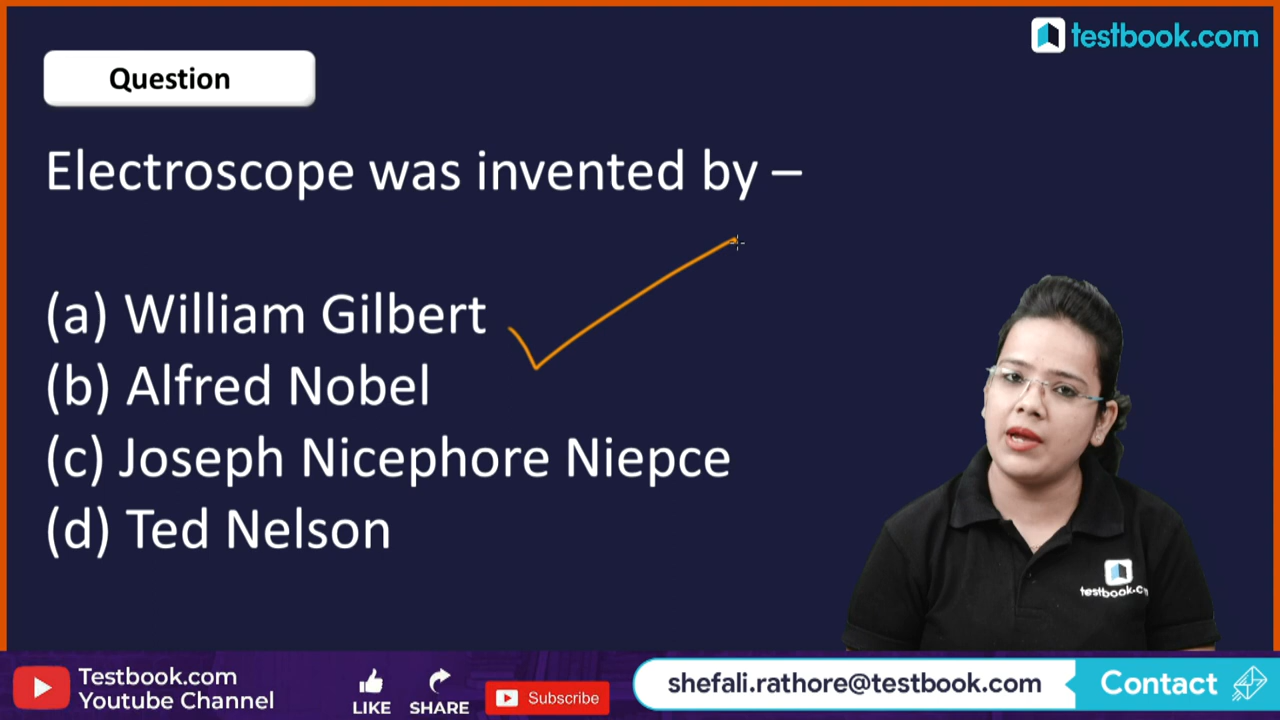 testbook.com
Question
Electroscope was invented by –
(a) William Gilbert
(b) Alfred Nobel
(c) Joseph Nicephore Niepce
(d) Ted Nelson
Testbook.com
Youtube Channel
LIKE
SHARE
Subscribe
shefali.rathore@testbook.com
Contact